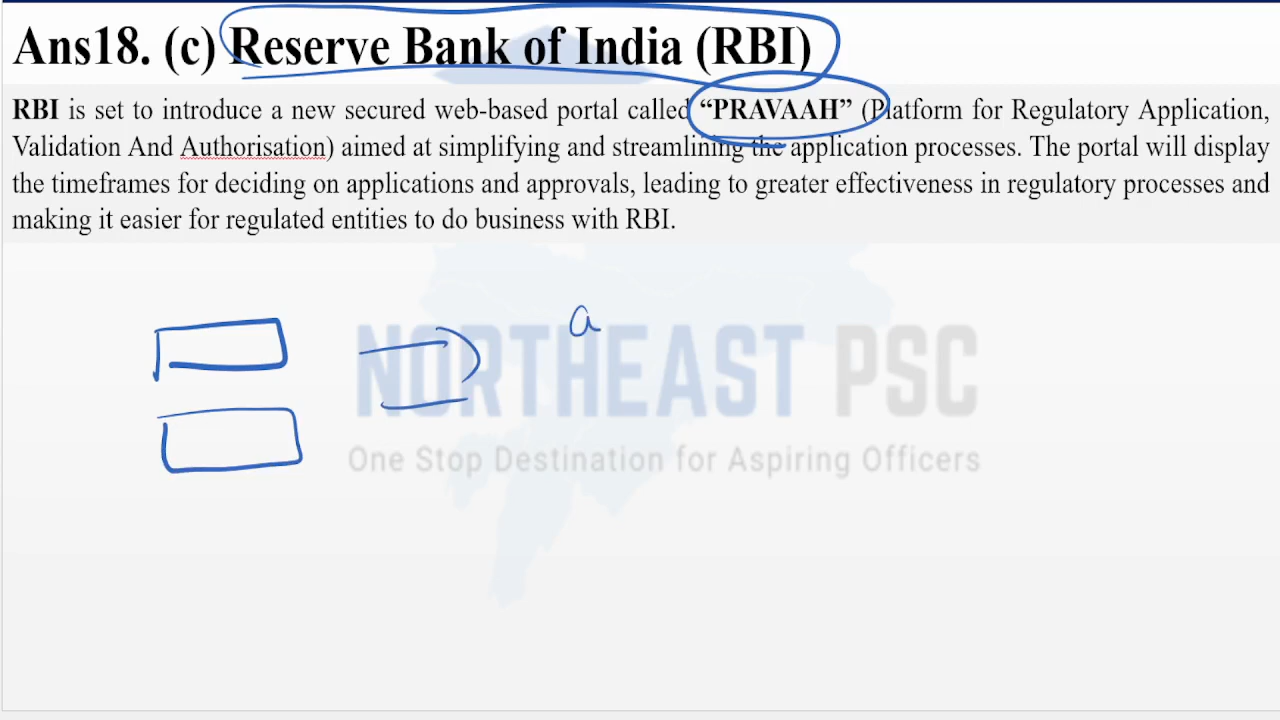 Ans18. (c) Reserve Bank of India (RBI)
RBI is set to introduce a new secured web-based portal called “PRAVAAH” (Platform for Regulatory Application,
Validation And Authorisation) aimed at simplifying and streamlining the application processes. The portal will display
the timeframes for deciding on applications and approvals, leading to greater effectiveness in regulatory processes and
making it easier for regulated entities to do business with RBI.
a
NORTHEAST PSC
One Stop Destination for Aspiring Officers